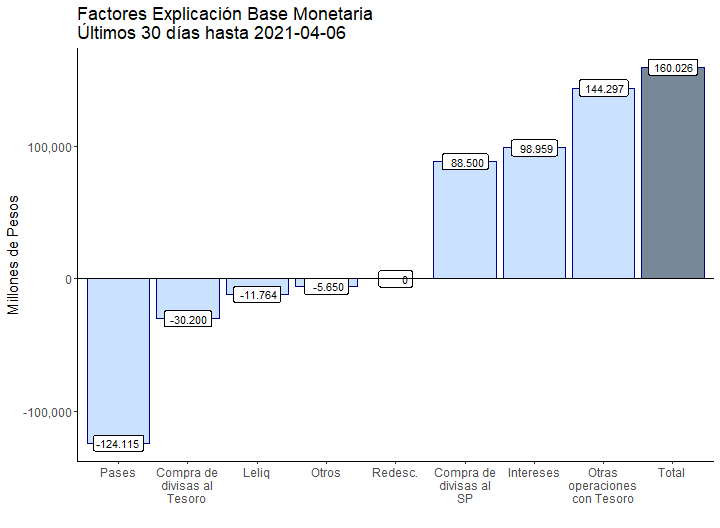 Factores Explicación Base Monetaria
Últimos 30 días hasta 2021-04-06
Millones de Pesos
100,000
0
-100,000
-124.115
-30.200
-11.764
-5.650
0
88.500
98.959
144.297
160.026
Pases
Compra de
divisas al
Tesoro
Leliq
Otros
Redesc.
Compra de
divisas al
SP
Intereses
Otras
operaciones
con Tesoro
Total